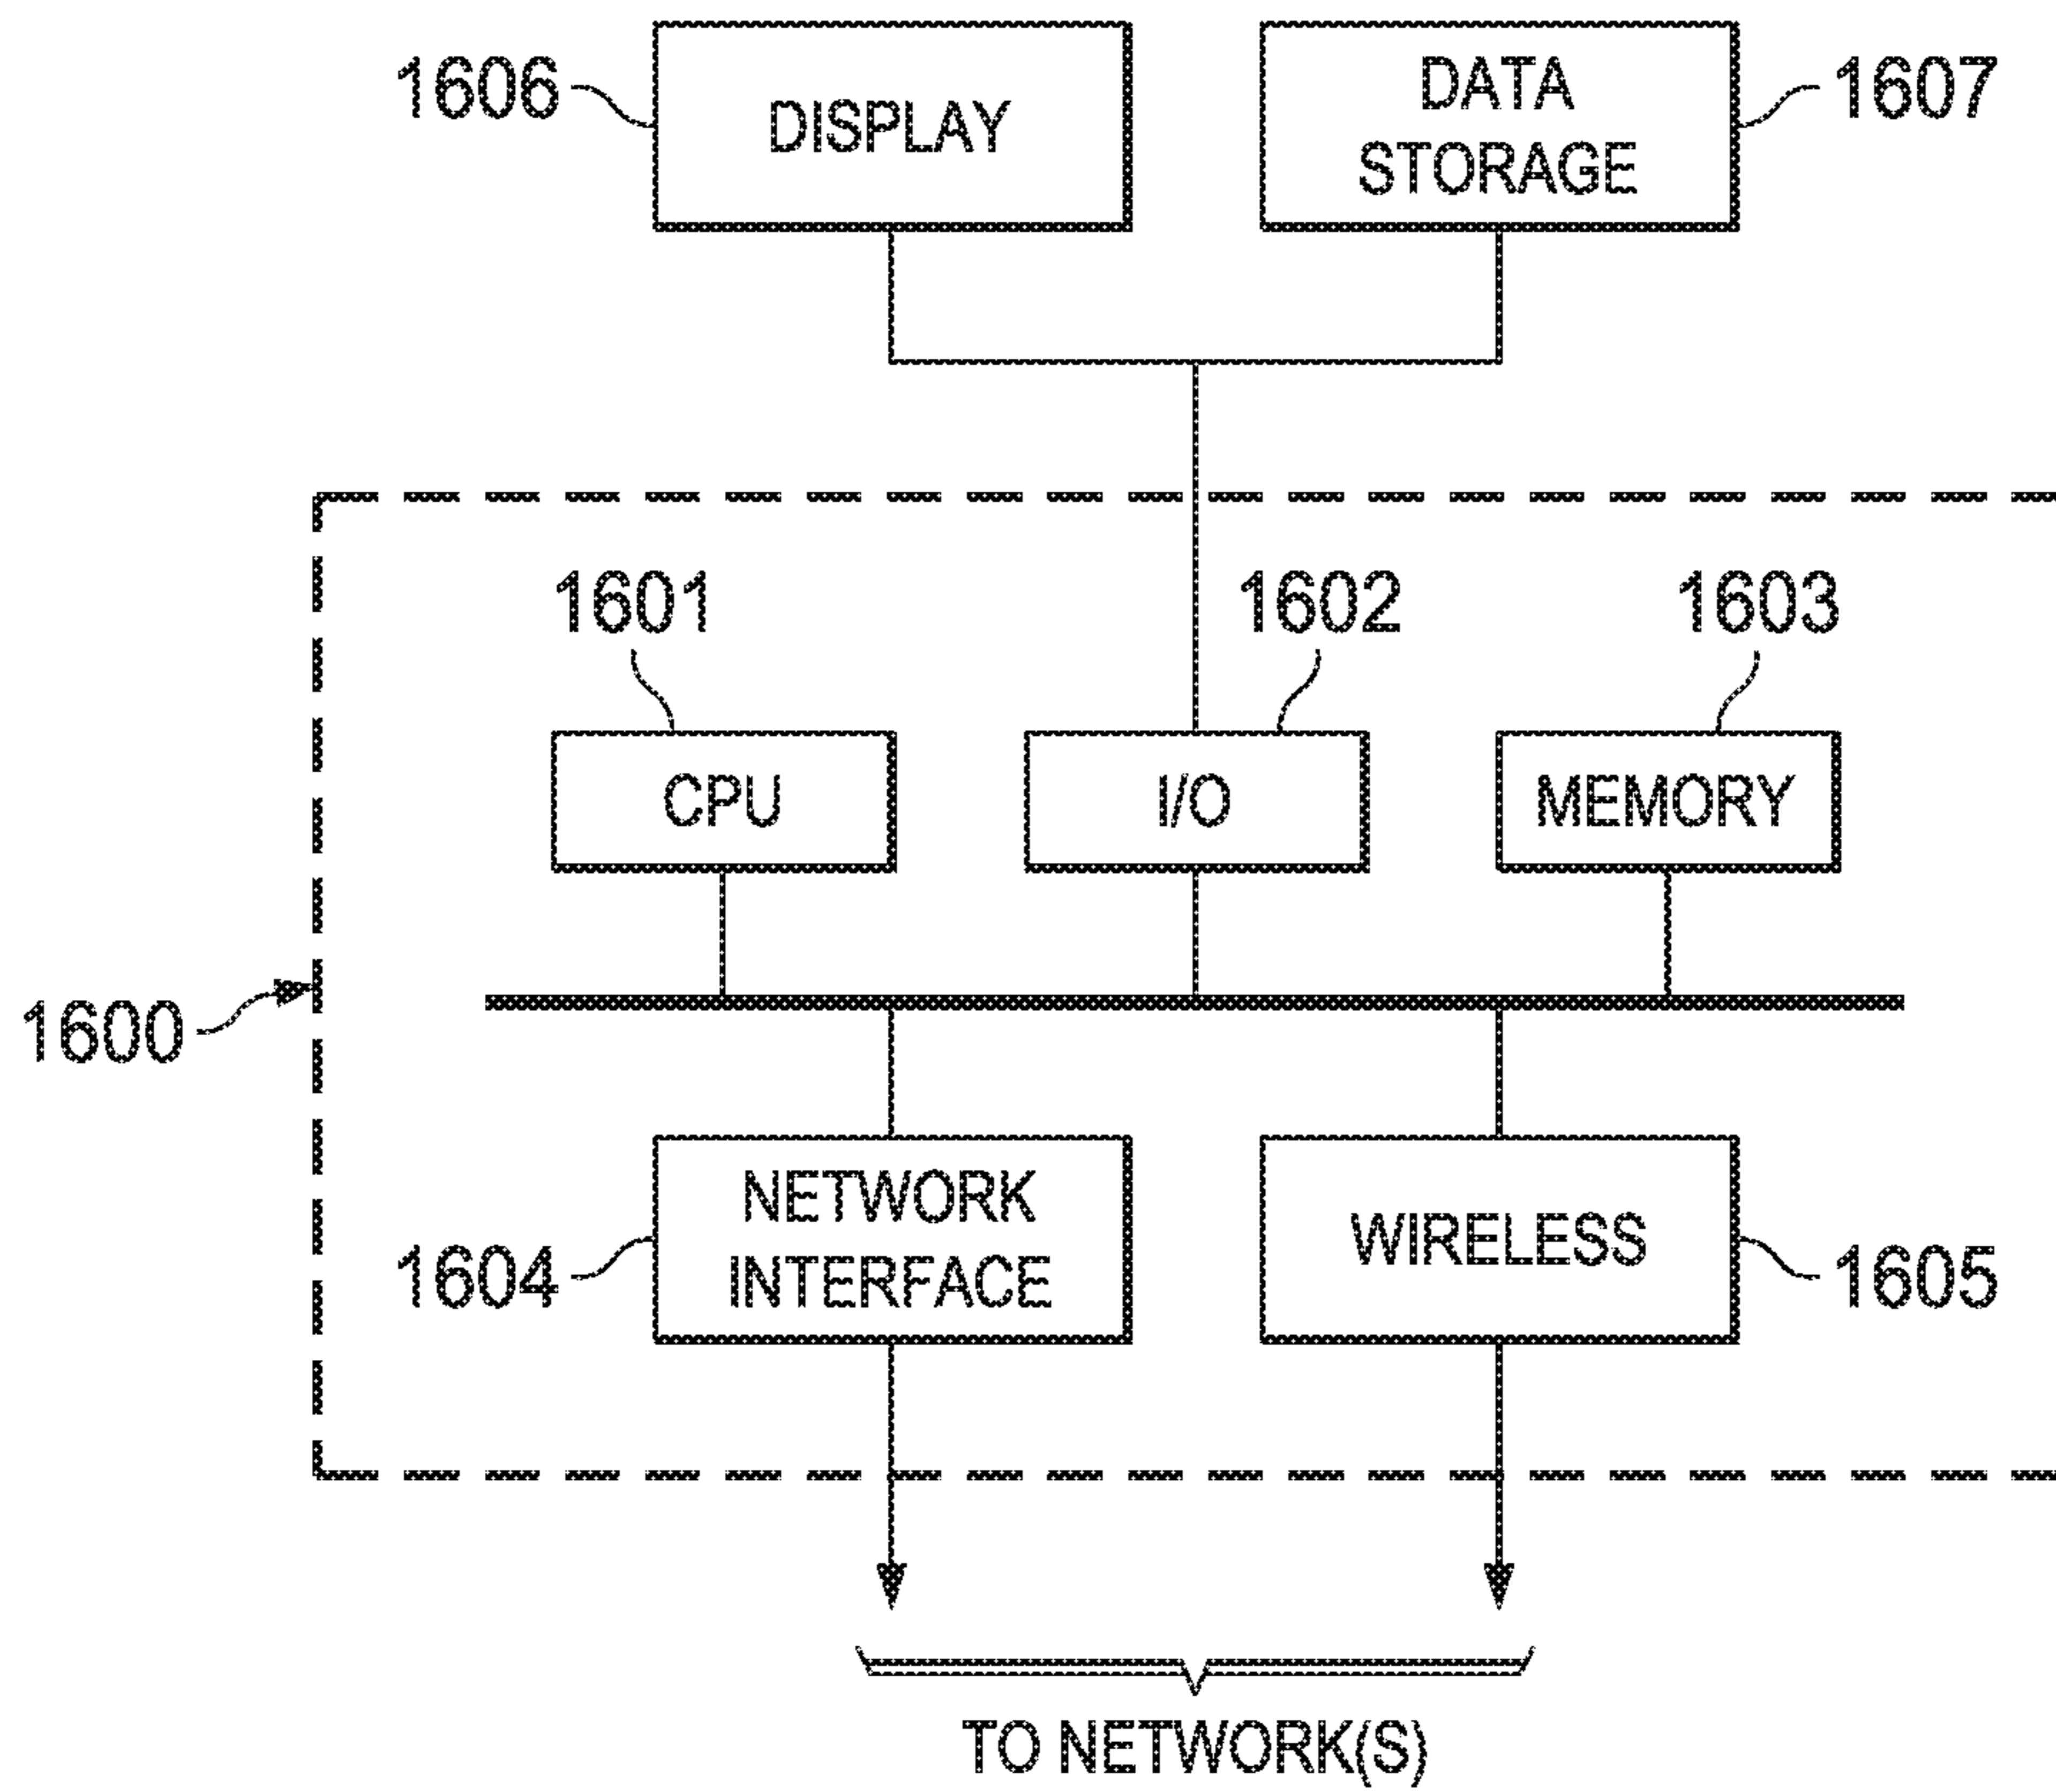 1606
DISPLAY
DATA
STORAGE
1607
1601
1602
1603
CPU
I/O
MEMORY
1600
NETWORK
INTERFACE
1604
WIRELESS
1605
TO NETWORK(S)